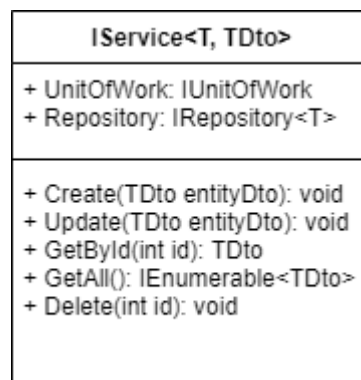 IService<T, TDto>
+ UnitOfWork: IUnitOfWork
+ Repository: IRepository<T>
+ Create(TDto entityDto): void
+ Update(TDto entityDto): void
+ GetById(int id): TDto
+ GetAll(): IEnumerable<TDto>
+ Delete(int id): void